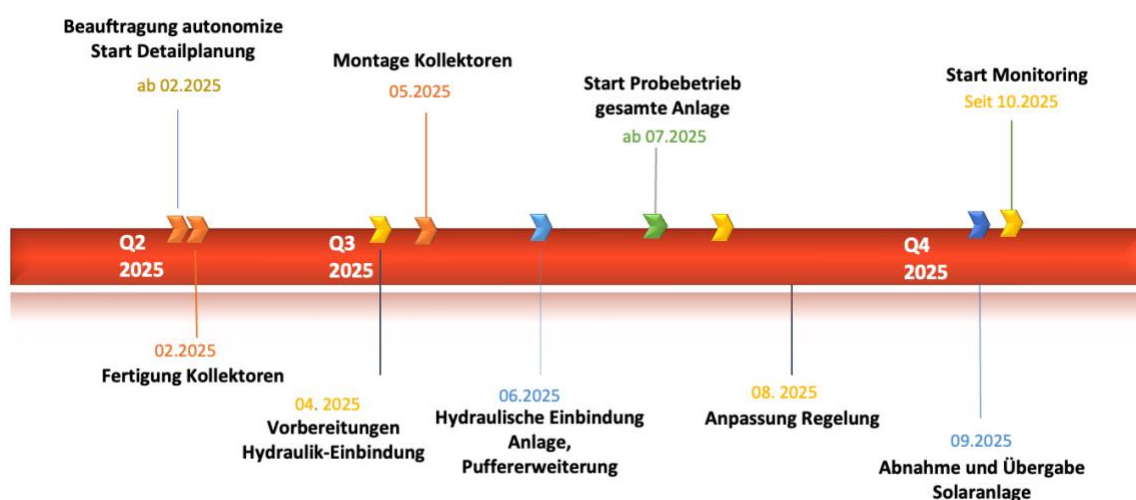 Beauftragung autonomize
Start Detailplanung
ab 02.2025
Montage Kollektoren
05.2025
Start Probebetrieb
gesamte Anlage
ab 07.2025
Start Monitoring
Seit 10.2025
Q2
2025
Q3
2025
Q4
2025
02.2025
Fertigung Kollektoren
04. 2025
Vorbereitungen
Hydraulik-Einbindung
06.2025
Hydraulische Einbindung
Anlage,
Puffererweiterung
08. 2025
Anpassung Regelung
09.2025
Abnahme und Übergabe
Solaranlage